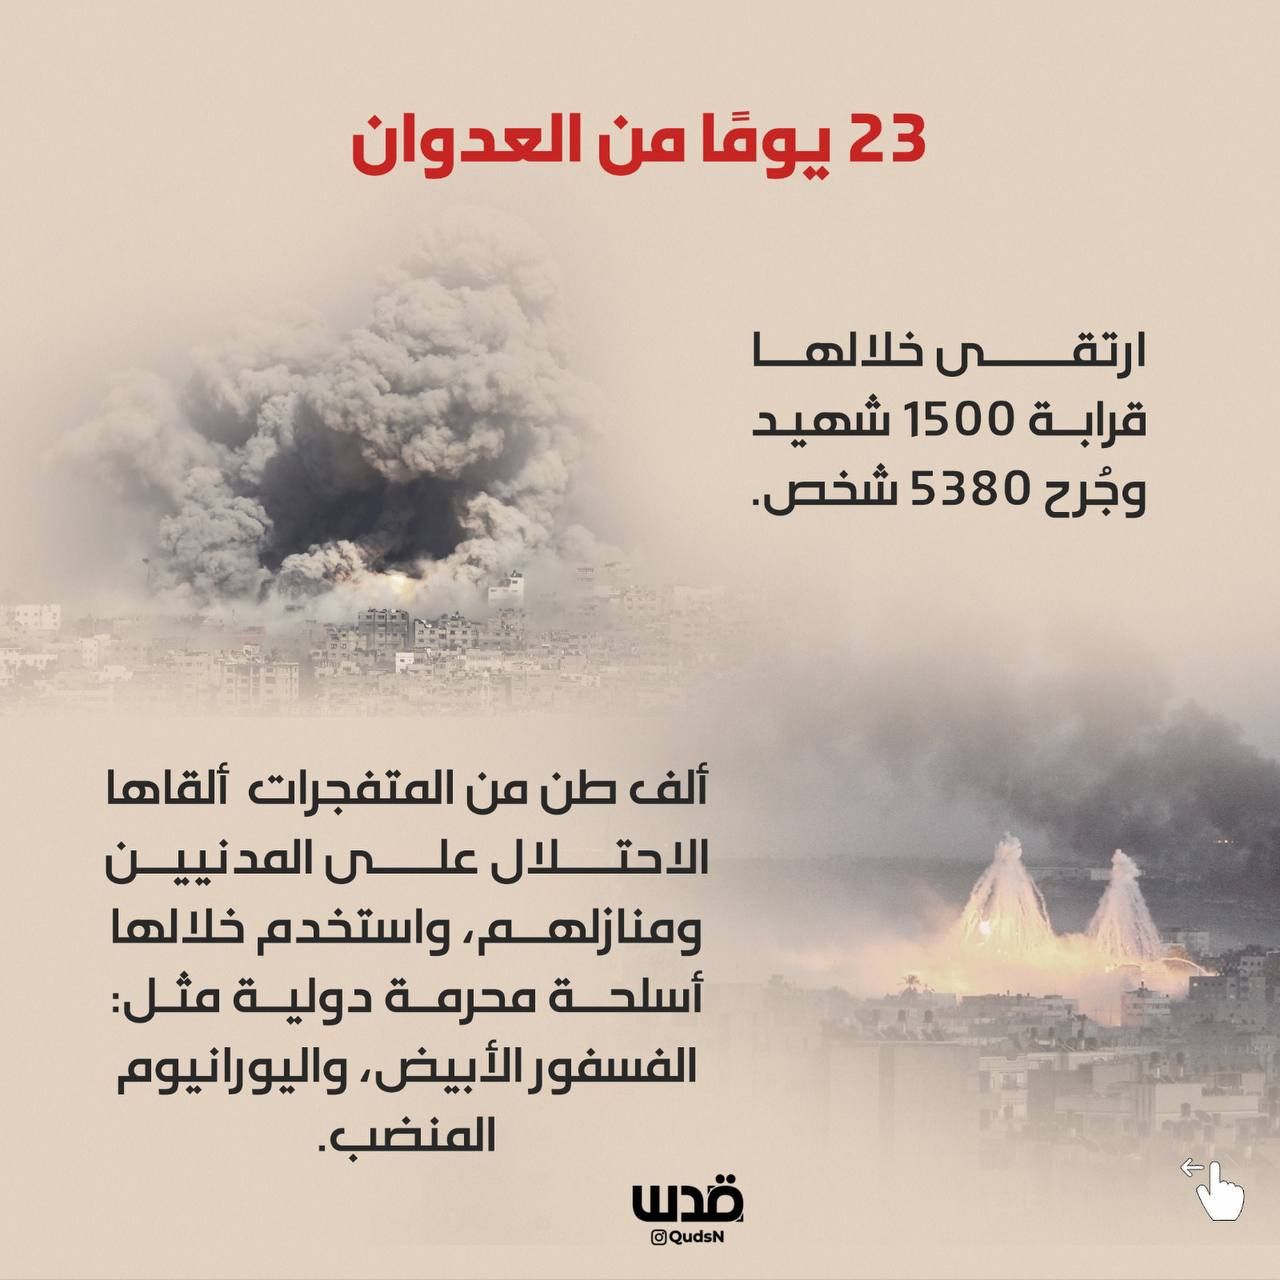 23 يومًا من العدوان
ارتقى خلالها
قرابة 1500 شهيد
وجُرح 5380 شخص.
ألف طن من المتفجرات ألقاها
الاحتلال على المدنيين
ومنازلهم، واستخدم خلالها
أسلحة محرمة دولية مثل:
الفسفور الأبيض، واليورانيوم
المنضب.
قدس
QudsN